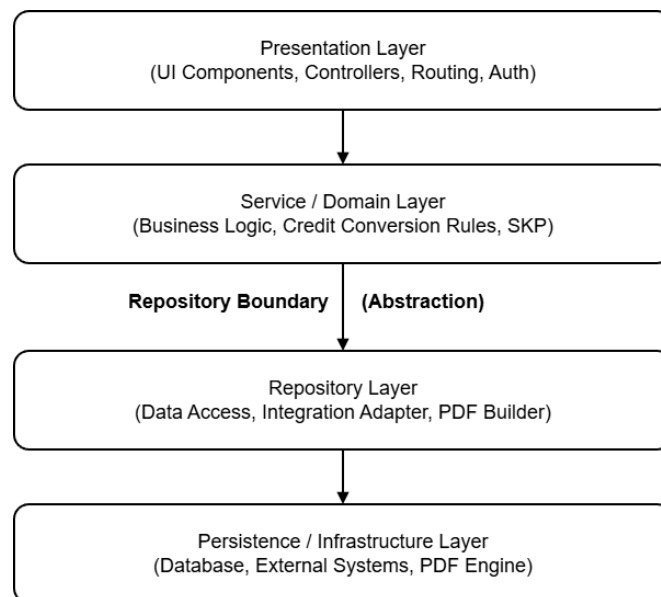 Presentation Layer
(UI Components, Controllers, Routing, Auth)
Service / Domain Layer
(Business Logic, Credit Conversion Rules, SKP)
Repository Boundary (Abstraction)
Repository Layer
(Data Access, Integration Adapter, PDF Builder)
Persistence / Infrastructure Layer
(Database, External Systems, PDF Engine)